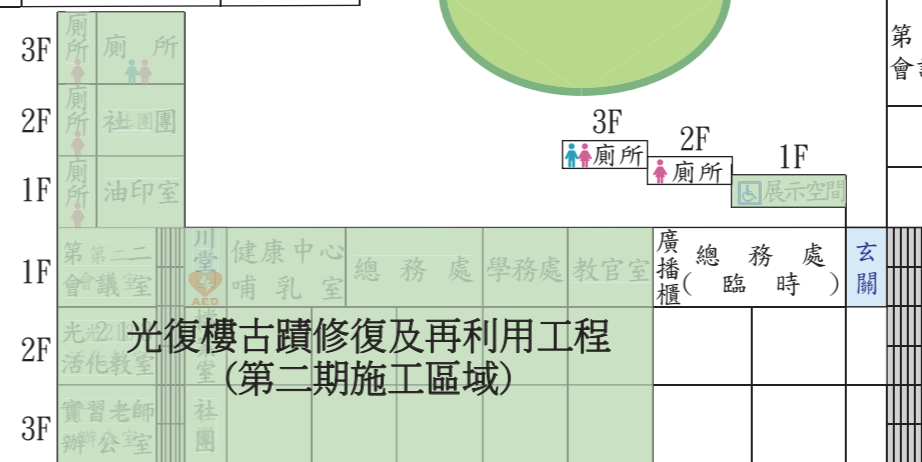 3F 廁所 廁所
第
會
2F 廁所 社團
3F 廁所
2F 廁所
1F 展示空間
1F 廁所 油印室
1F 第二會議室 川堂 AED 健康中心 哺乳室 總務處 學務處 教官室 廣播櫃 總務處(臨時) 玄關
2F 活化教室
光復樓古蹟修復及再利用工程
(第二期施工區域)
3F 實習老師辦公室 社團